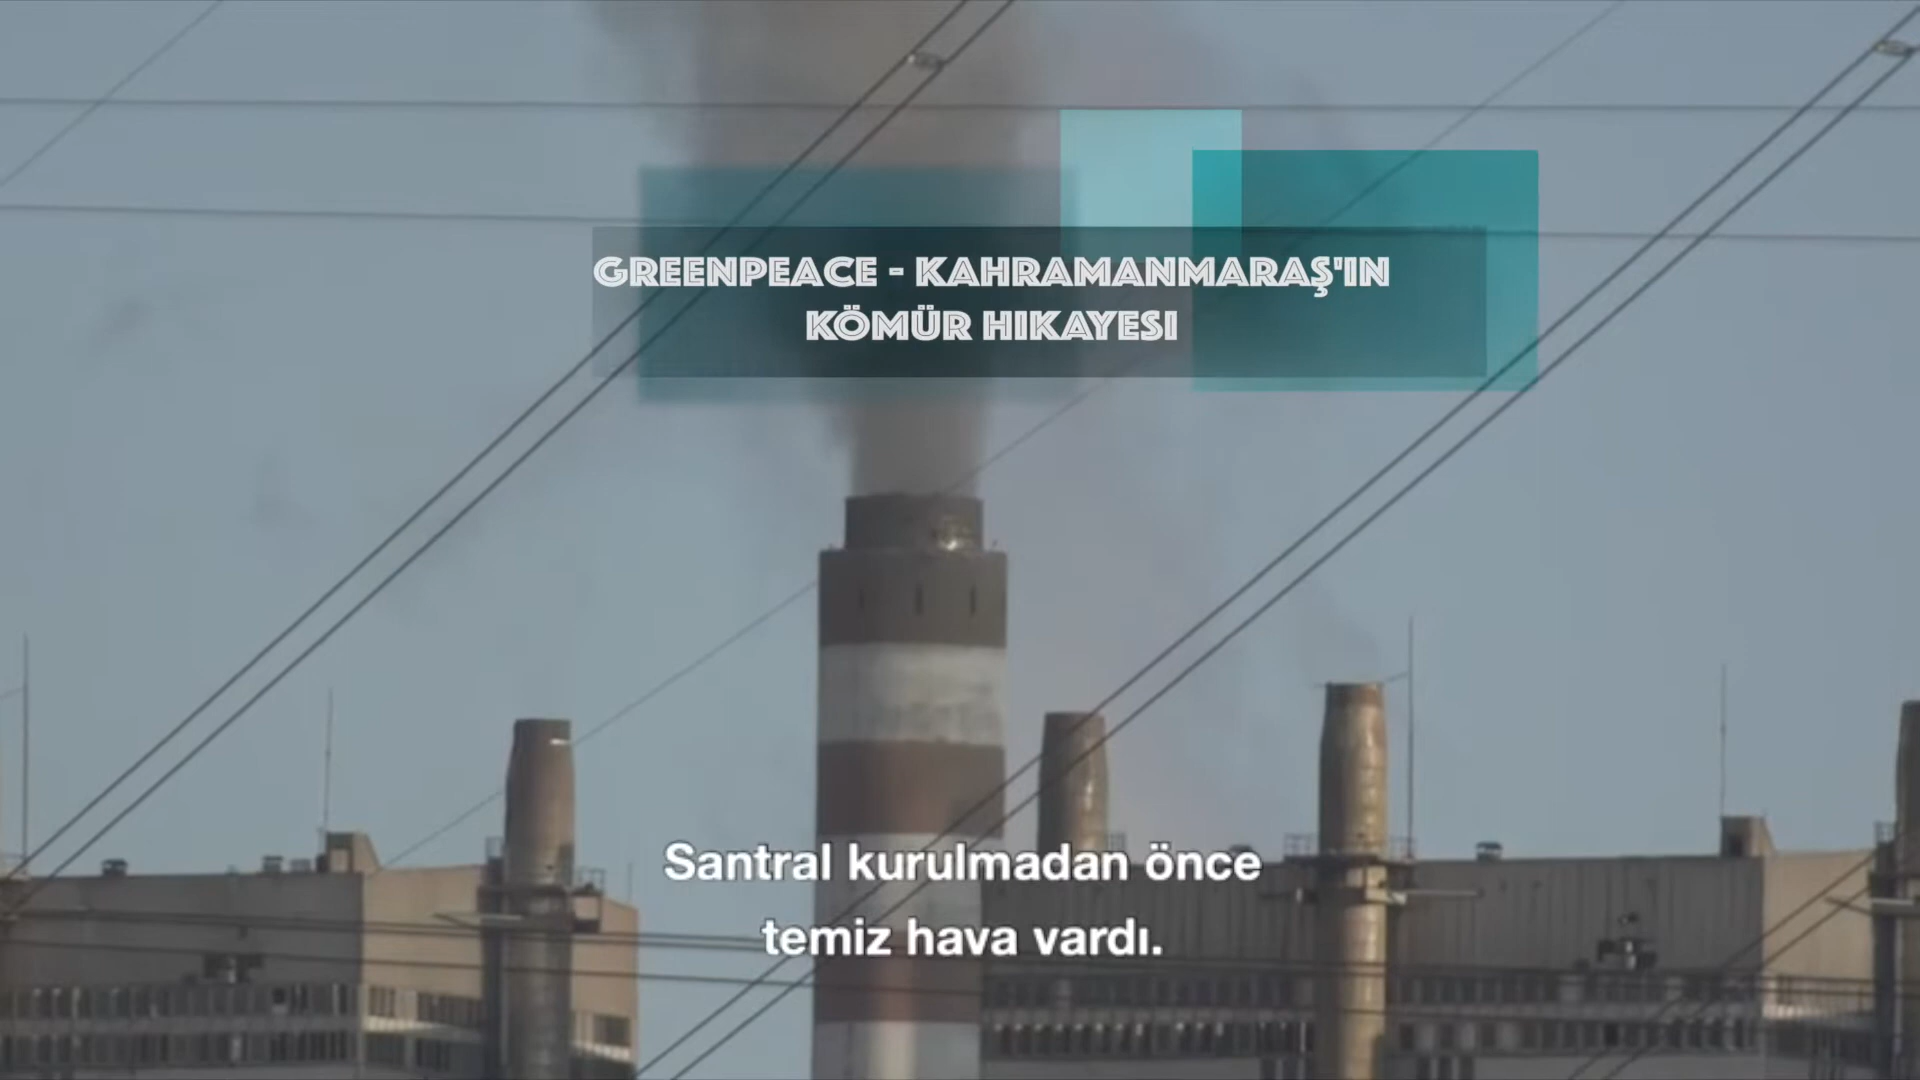 GREENPEACE - KAHRAMANMARAŞ'IN
KÖMÜR HIKAYESI
Santral kurulmadan önce
temiz hava vardı.